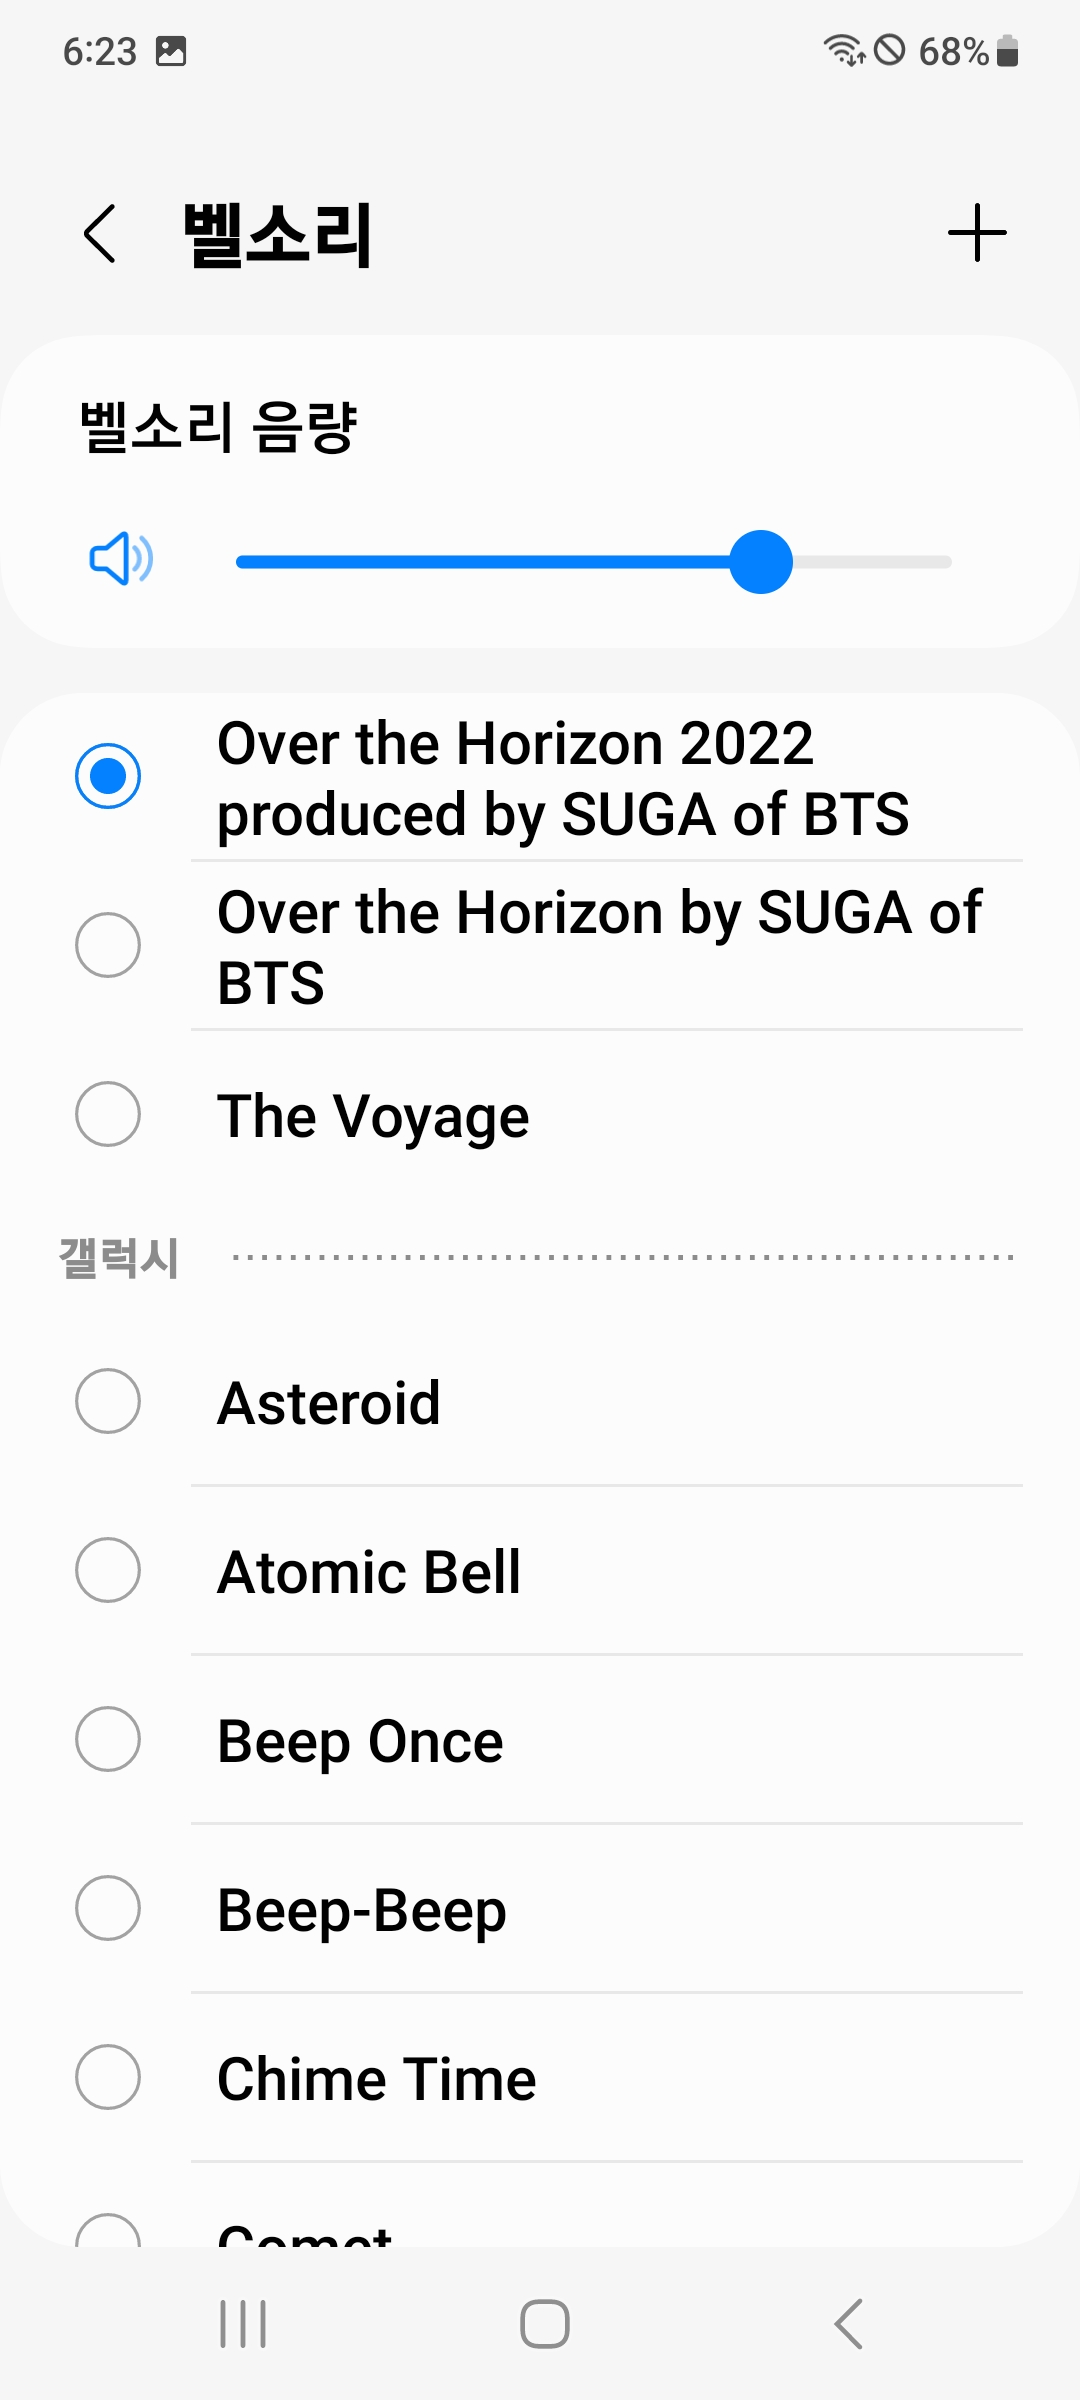 6:23
68%
벨소리
벨소리 음량
Over the Horizon 2022
produced by SUGA of BTS
Over the Horizon by SUGA of
BTS
The Voyage
갤럭시
Asteroid
Atomic Bell
Beep Once
Beep-Beep
Chime Time
Comet